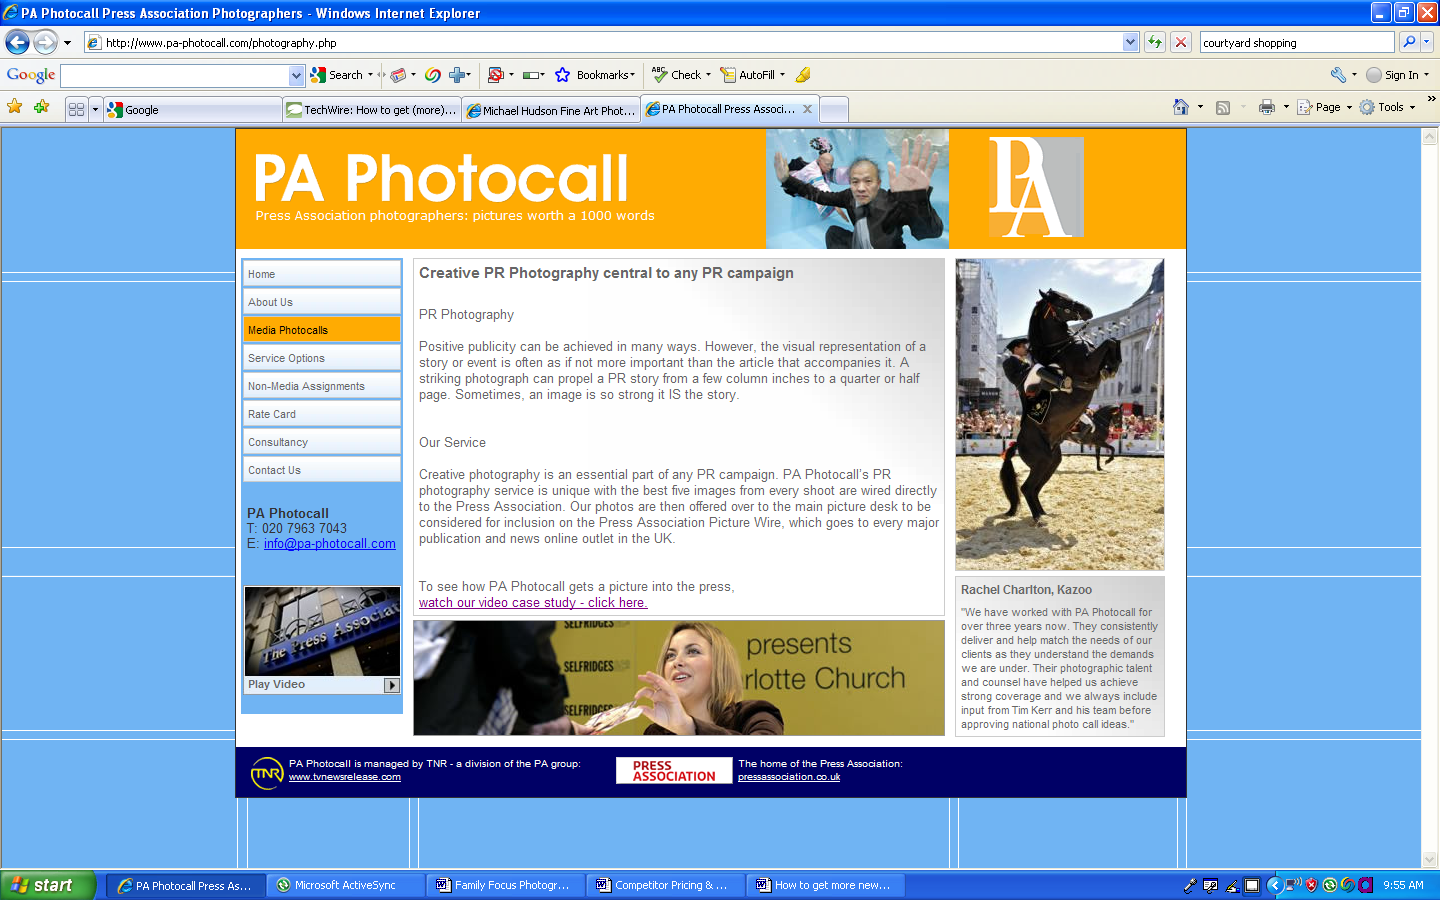 PA Photocall Press Association Photographers - Windows Internet Explorer
http://www.pa-photocall.com/photography.php
courtyard shopping
Google
Search
Bookmarks
ABC
Check
AutoFill
Sign In
Google
TechWire: How to get (more)...
Michael Hudson Fine Art Phot...
PA Photocall Press Associ...
Page
Tools
PA Photocall
Press Association photographers: pictures worth a 1000 words
PA
Home
About Us
Media Photocalls
Service Options
Non-Media Assignments
Rate Card
Consultancy
Contact Us
PA Photocall
T: 020 7963 7043
E: info@pa-photocall.com
The Press Associat
Play Video
Creative PR Photography central to any PR campaign
PR Photography
Positive publicity can be achieved in many ways. However, the visual representation of a
story or event is often as if not more important than the article that accompanies it. A
striking photograph can propel a PR story from a few column inches to a quarter or half
page. Sometimes, an image is so strong it IS the story.
Our Service
Creative photography is an essential part of any PR campaign. PA Photocall's PR
photography service is unique with the best five images from every shoot are wired directly
to the Press Association. Our photos are then offered over to the main picture desk to be
considered for inclusion on the Press Association Picture Wire, which goes to every major
publication and news online outlet in the UK.
To see how PA Photocall gets a picture into the press,
watch our video case study - click here.
SELFRIDGES
SELFRIDGES
SELFRIDGES
presents
rlotte Church
Rachel Charlton, Kazoo
"We have worked with PA Photocall for
over three years now. They consistently
deliver and help match the needs of our
clients as they understand the demands
we are under. Their photographic talent
and counsel have helped us achieve
strong coverage and we always include
input from Tim Kerr and his team before
approving national photo call ideas."
TNR
PA Photocall is managed by TNR - a division of the PA group:
www.tvnewsrelease.com
PRESS
ASSOCIATION
The home of the Press Association:
pressassociation.co.uk
start
PA Photocall Press As...
Microsoft ActiveSync
Family Focus Photogr...
Competitor Pricing & ...
How to get more new...
9:55 AM